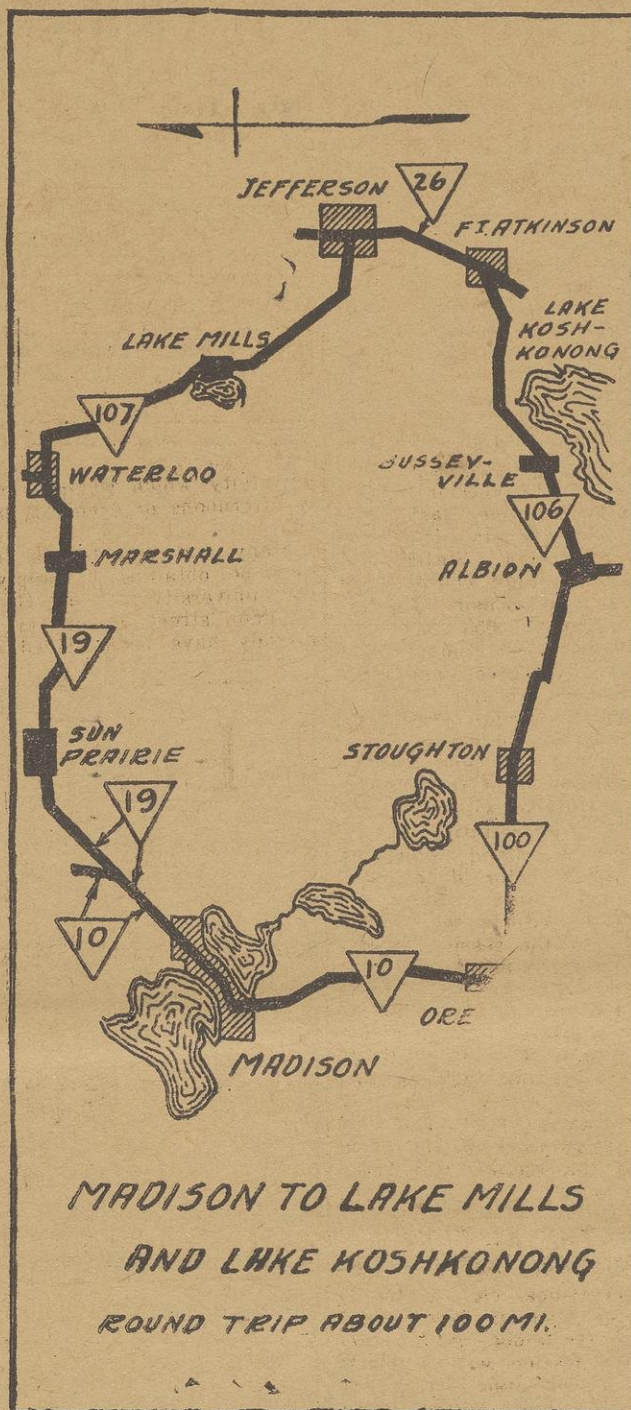 JEFFERSON
26
FT. ATKINSON
LAKE
KOSH-
KONONG
LAKE MILLS
107
WATERLOO
BUSSEY-
VILLE
106
MARSHALL
ALBION
19
SUN
PRAIRIE
STOUGHTON
19
100
10
10
ORE
MADISON
MADISON TO LAKE MILLS
AND LAKE KOSHKONONG
ROUND TRIP ABOUT 100 MI.